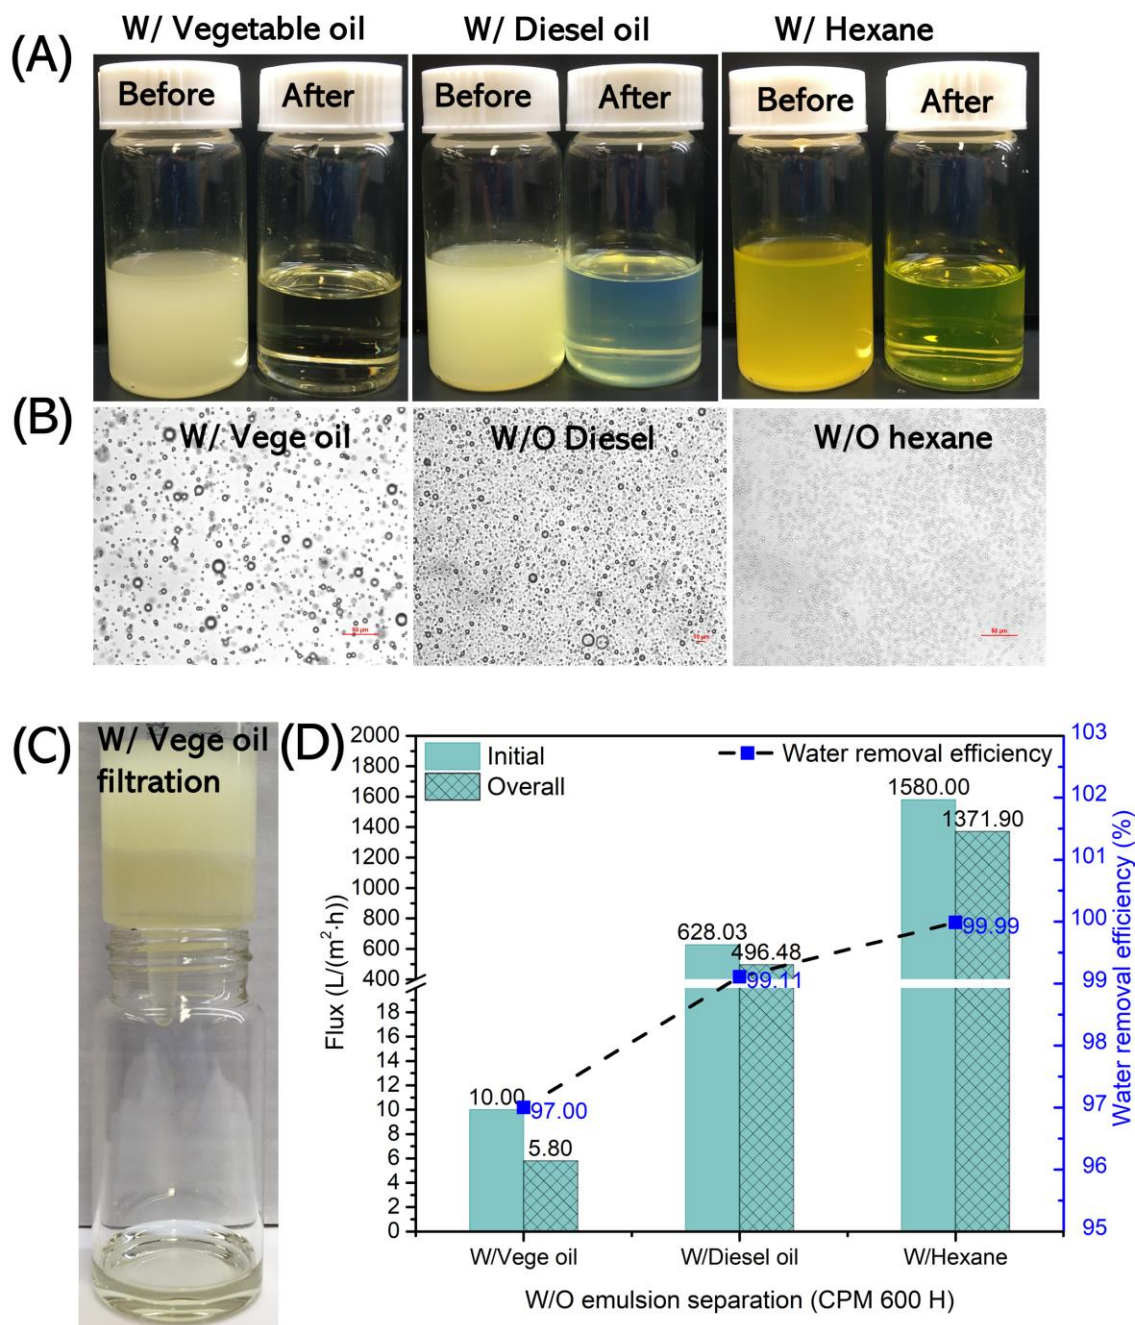 (A)
W/ Vegetable oil
W/ Diesel oil
W/ Hexane
Before
After
Before
After
Before
After
(B)
W/ Vege oil
W/O Diesel
W/O hexane
50 µm
50 µm
(C)
W/ Vege oil
filtration
(D)
Initial
Overall
Water removal efficiency
Flux (L/(m²·h))
2000
1800
1600
1400
1200
1000
800
600
400
18
16
14
12
10
8
6
4
2
0
10.00
5.80
628.03
496.48
1580.00
1371.90
97.00
99.11
99.99
103
102
101
100
99
98
97
96
95
Water removal efficiency (%)
W/Vege oil
W/Diesel oil
W/Hexane
W/O emulsion separation (CPM 600 H)